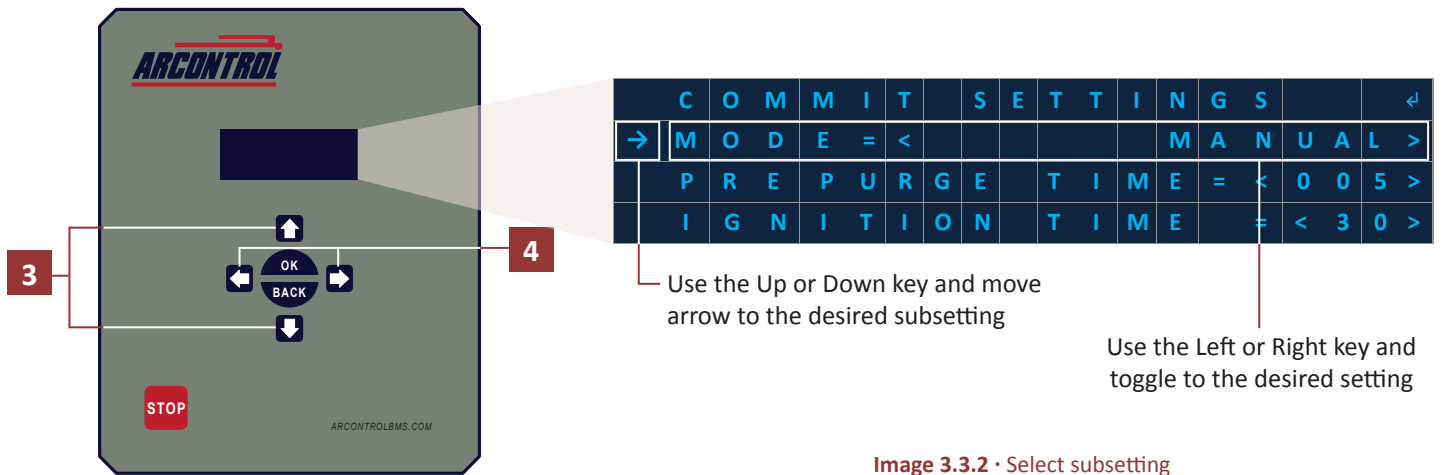 ARCONTROL
COMMIT SETTINGS ↵
→ MODE=< MANUAL>
PREPURGE TIME=<005>
IGNITION TIME =<30>
3
4
OK
BACK
Use the Up or Down key and move
arrow to the desired subsetting
Use the Left or Right key and
toggle to the desired setting
STOP
ARCONTROLBMS.COM
Image 3.3.2 · Select subsetting